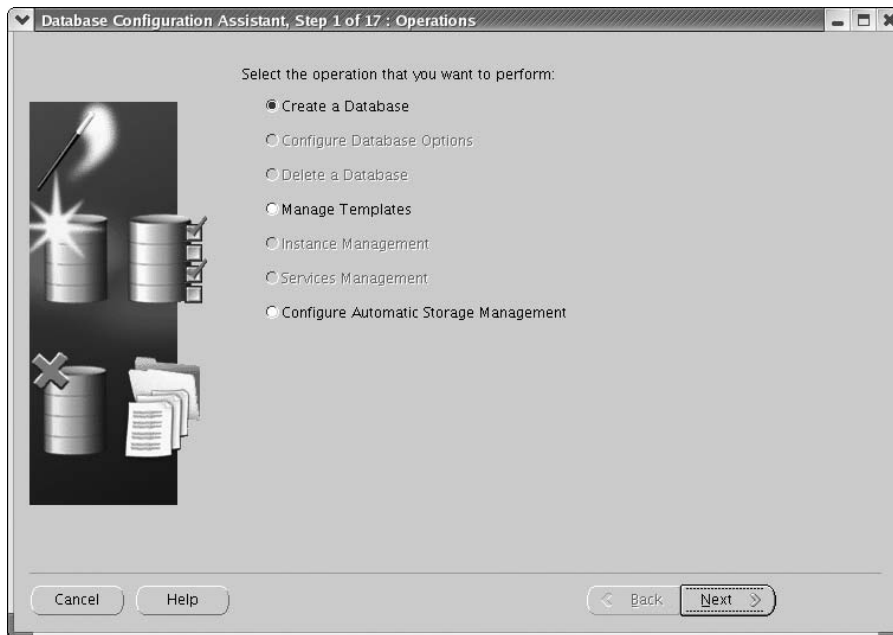 Database Configuration Assistant, Step 1 of 17 : Operations
Select the operation that you want to perform:
Create a Database
Configure Database Options
Delete a Database
Manage Templates
Instance Management
Services Management
Configure Automatic Storage Management
Cancel
Help
Back
Next